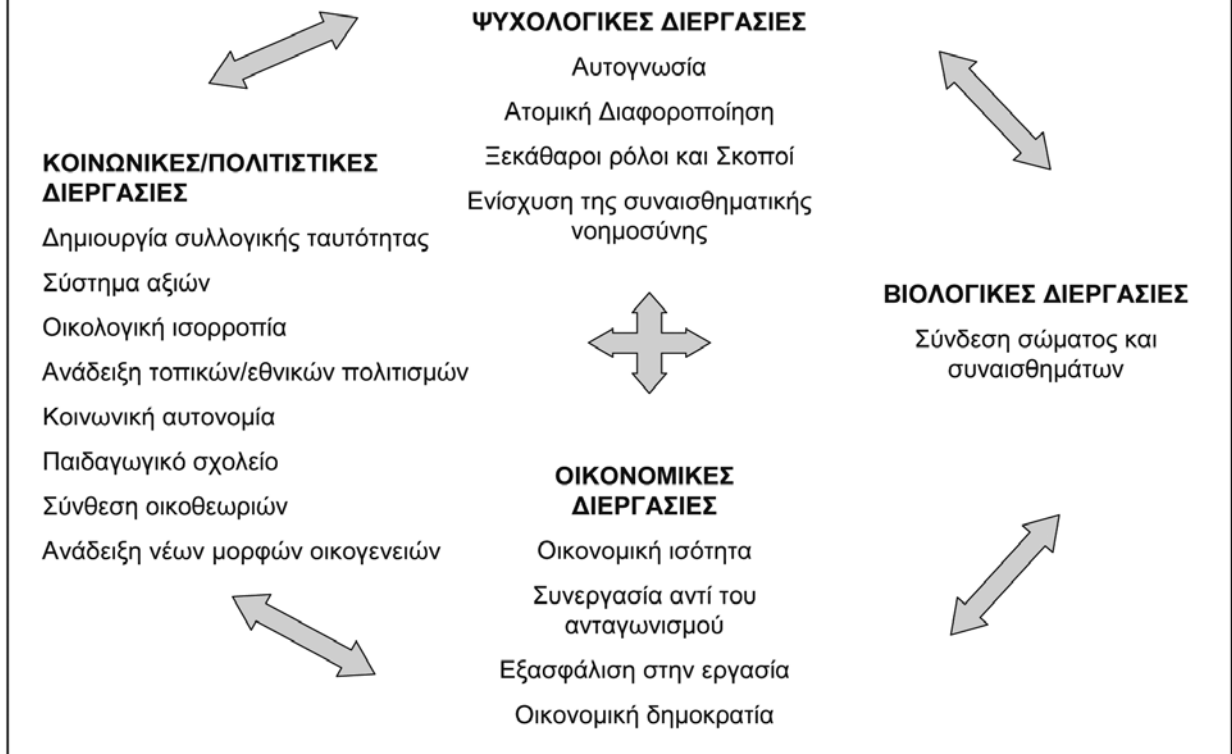 ΨΥΧΟΛΟΓΙΚΕΣ ΔΙΕΡΓΑΣΙΕΣ
Αυτογνωσία
Ατομική Διαφοροποίηση
Ξεκάθαροι ρόλοι και Σκοποί
Ενίσχυση της συναισθηματικής
νοημοσύνης
ΚΟΙΝΩΝΙΚΕΣ/ΠΟΛΙΤΙΣΤΙΚΕΣ
ΔΙΕΡΓΑΣΙΕΣ
Δημιουργία συλλογικής ταυτότητας
Σύστημα αξιών
Οικολογική ισορροπία
Ανάδειξη τοπικών/εθνικών πολιτισμών
Κοινωνική αυτονομία
Παιδαγωγικό σχολείο
Σύνθεση οικοθεωριών
Ανάδειξη νέων μορφών οικογενειών
ΒΙΟΛΟΓΙΚΕΣ ΔΙΕΡΓΑΣΙΕΣ
Σύνδεση σώματος και
συναισθημάτων
ΟΙΚΟΝΟΜΙΚΕΣ
ΔΙΕΡΓΑΣΙΕΣ
Οικονομική ισότητα
Συνεργασία αντί του
ανταγωνισμού
Εξασφάλιση στην εργασία
Οικονομική δημοκρατία